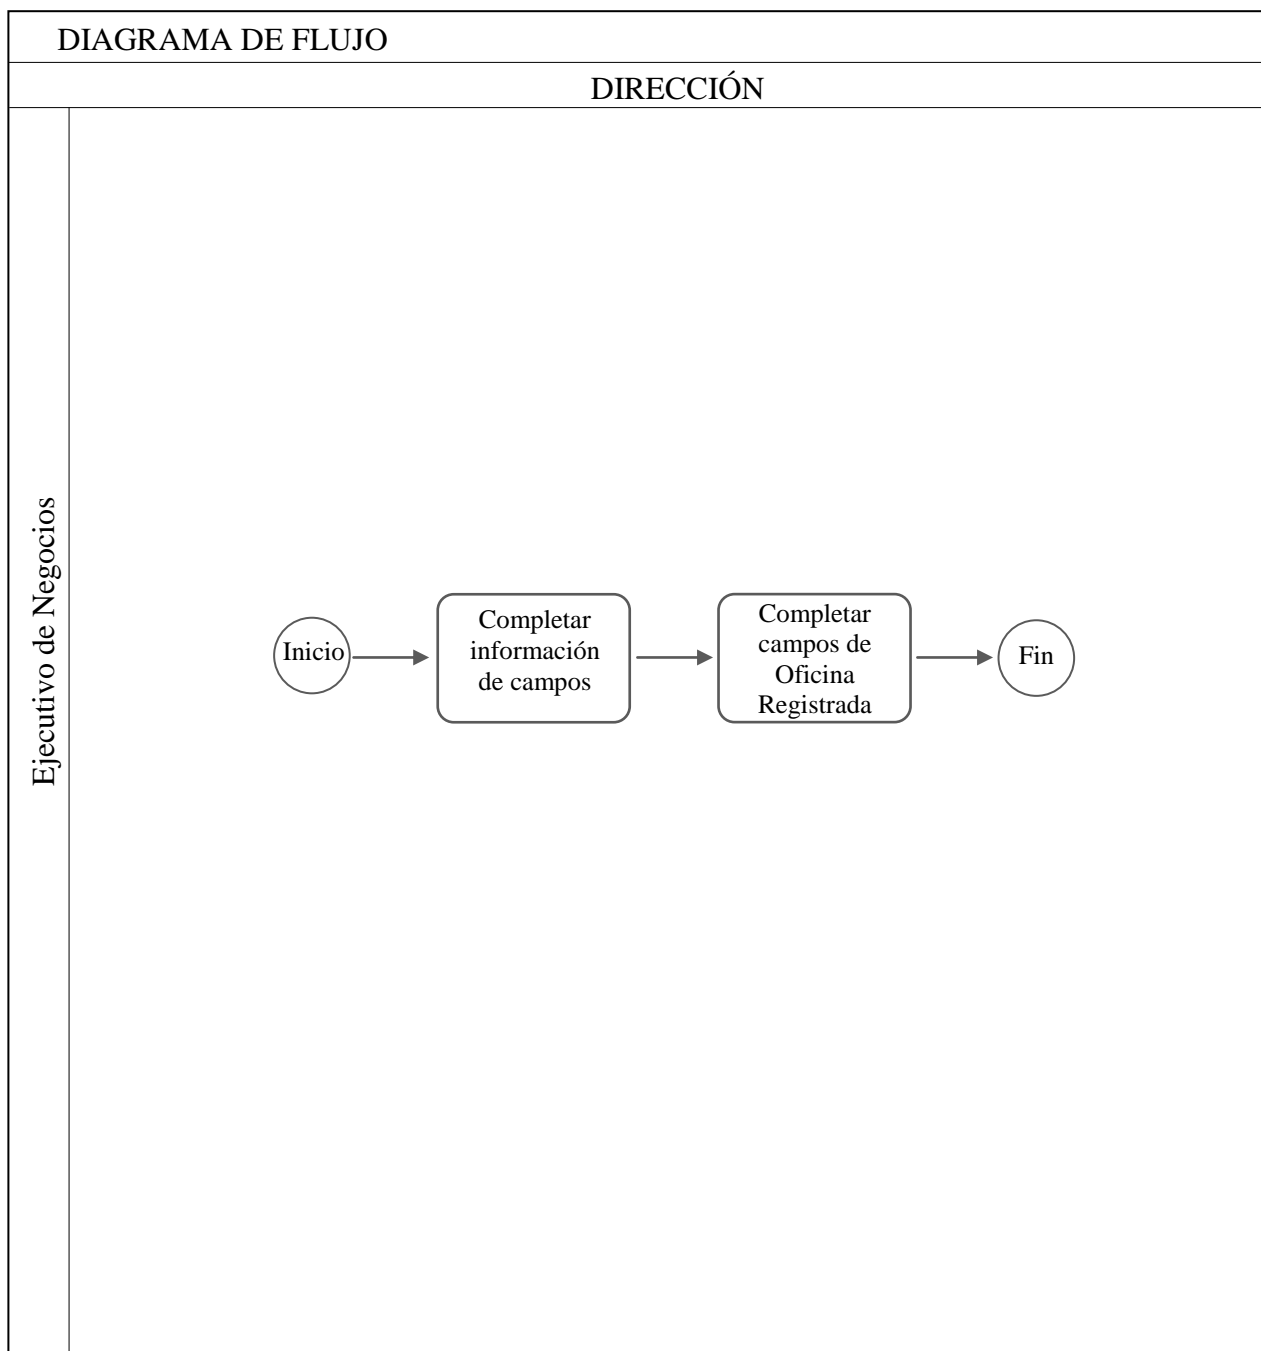 DIAGRAMA DE FLUJO
DIRECCIÓN
Ejecutivo de Negocios
Inicio
Completar
información
de campos
Completar
campos de
Oficina
Registrada
Fin